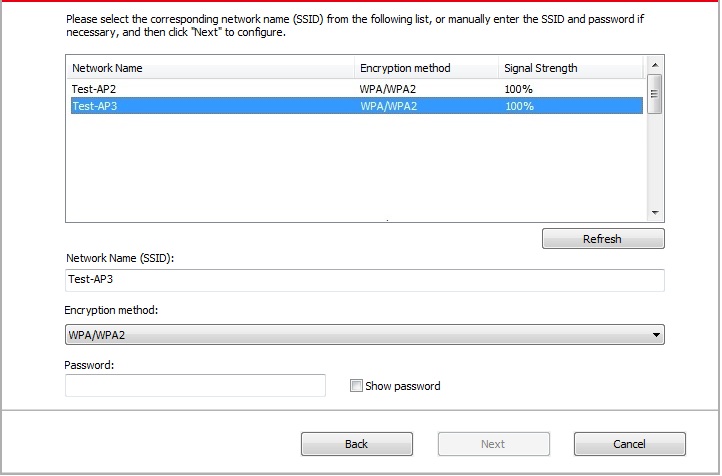 Please select the corresponding network name (SSID) from the following list, or manually enter the SSID and password if
necessary, and then click "Next" to configure.
Network Name Encryption method Signal Strength
Test-AP2 WPA/WPA2 100%
Test-AP3 WPA/WPA2 100%
Refresh
Network Name (SSID):
Test-AP3
Encryption method:
WPA/WPA2
Password:
Show password
Back Next Cancel